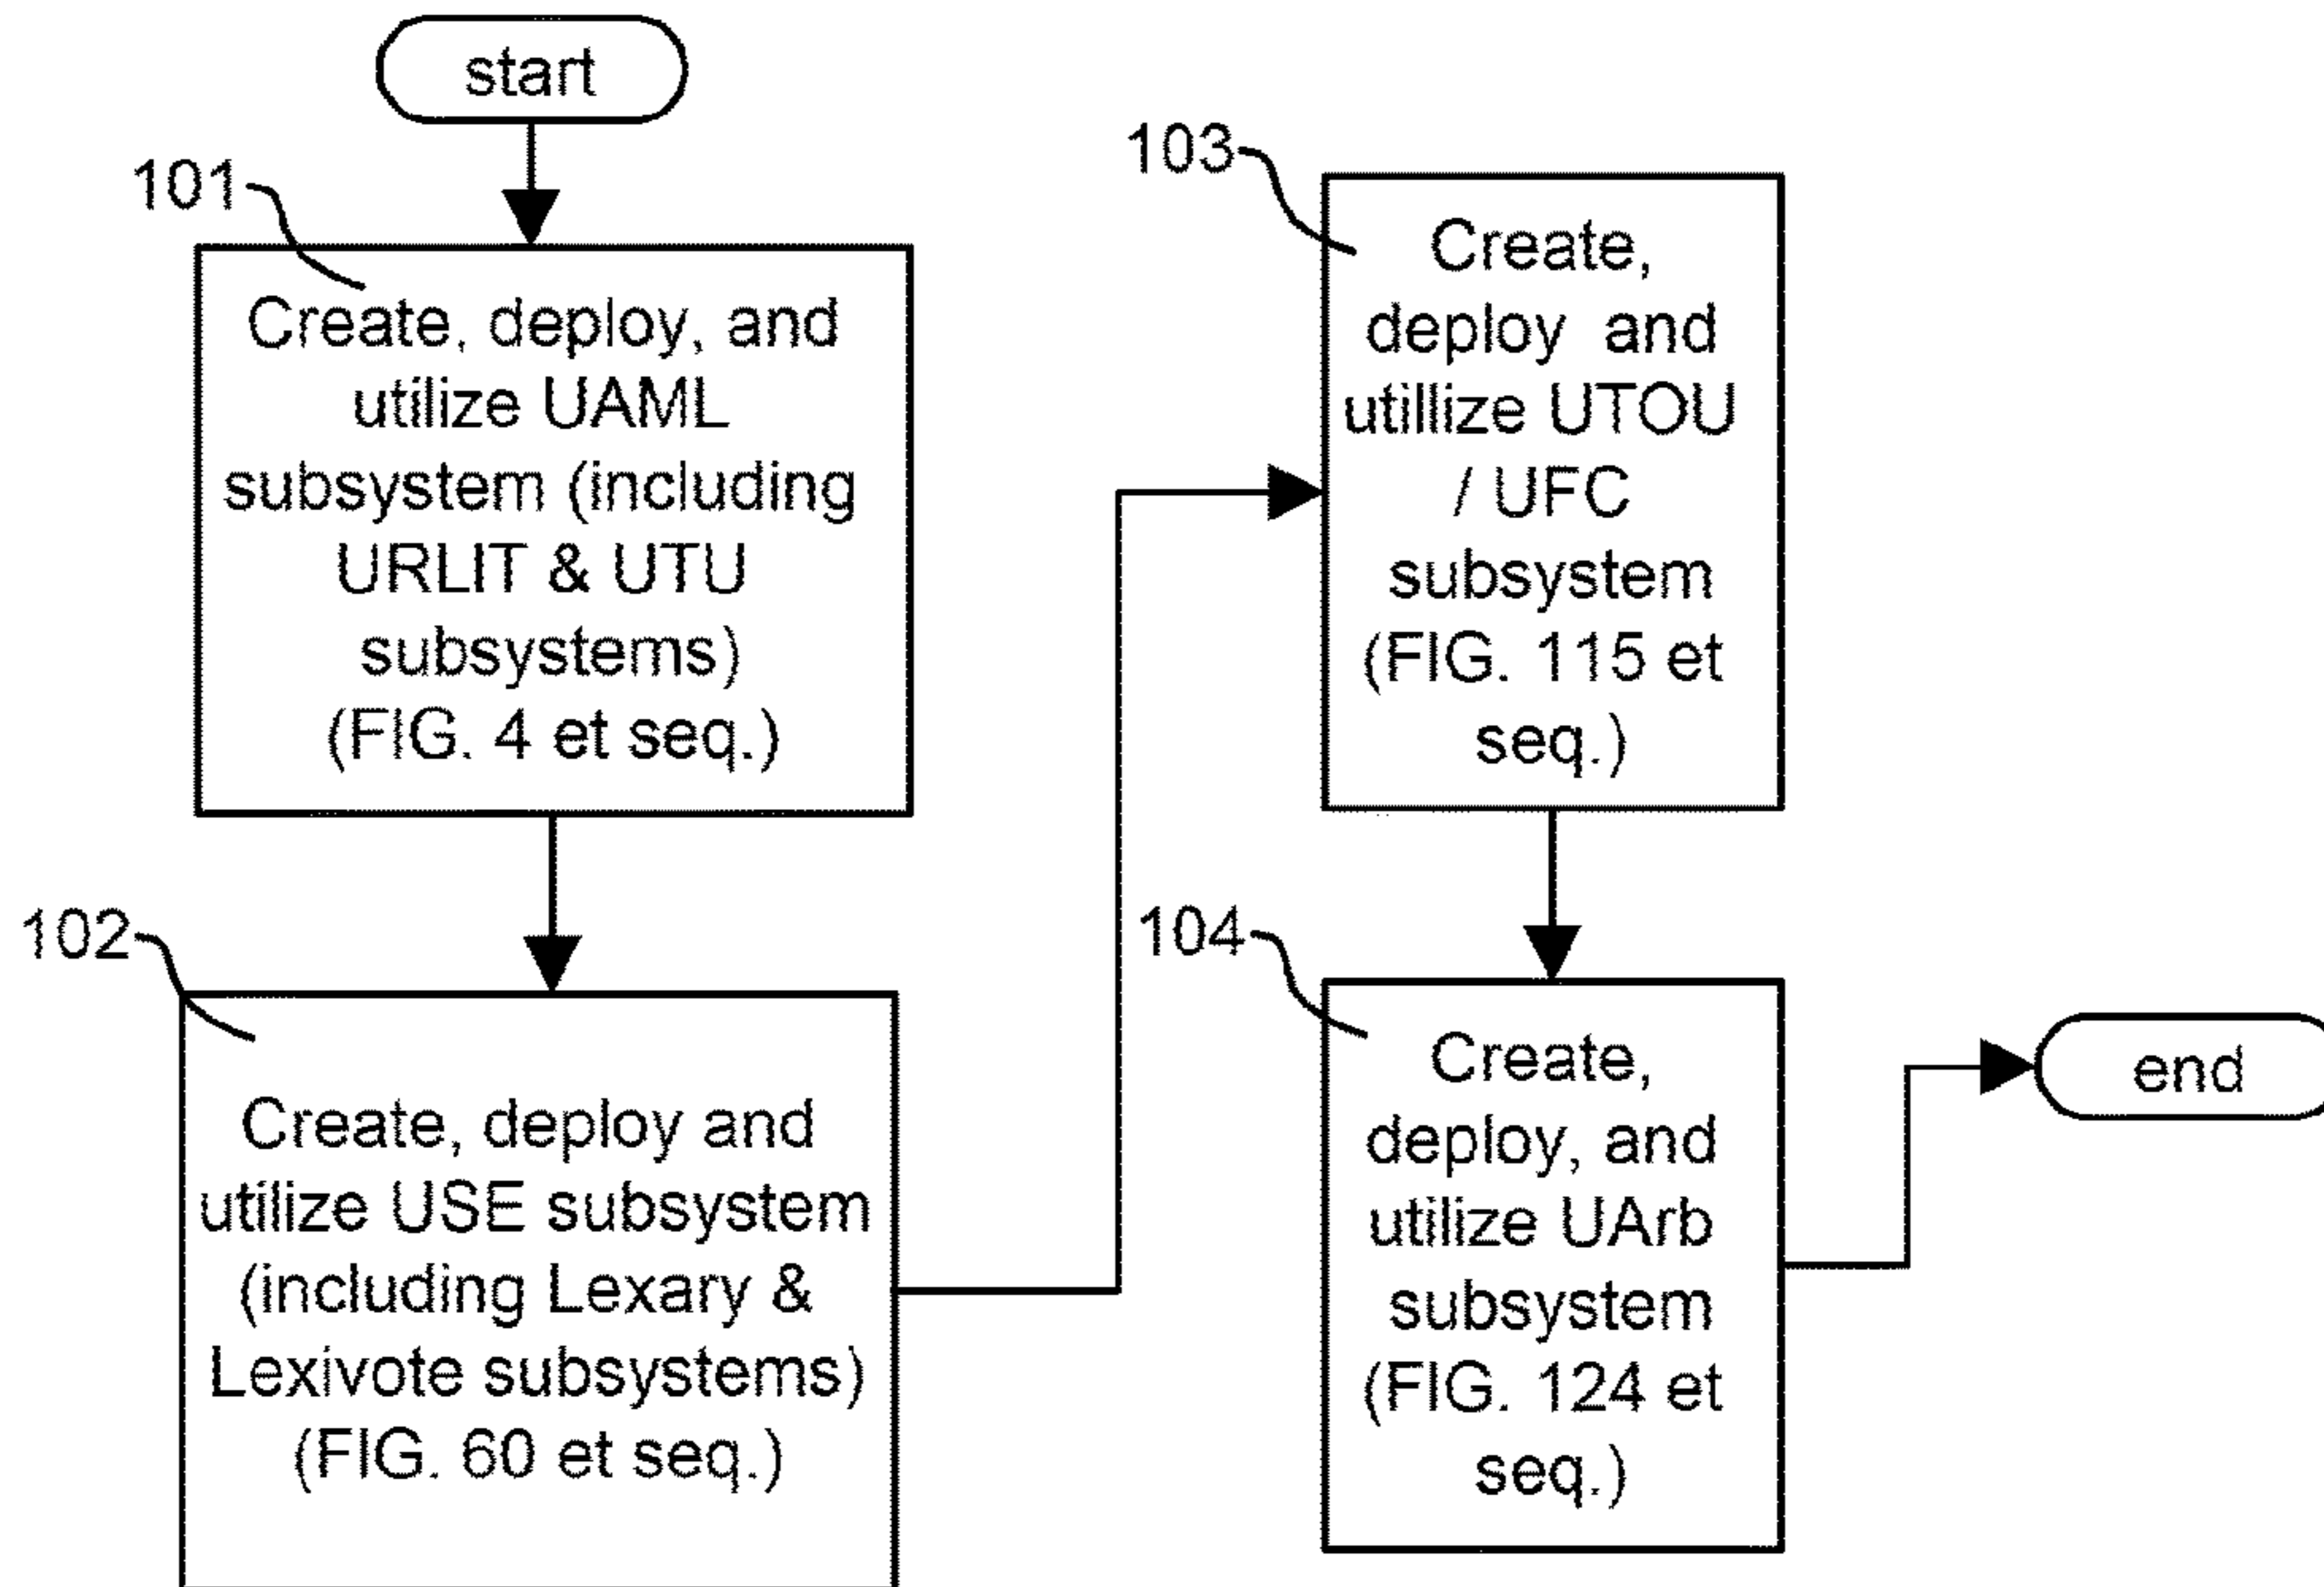 start
101
Create, deploy, and
utilize UAML
subsystem (including
URLIT & UTU
subsystems)
(FIG. 4 et seq.)
102
Create, deploy and
utilize USE subsystem
(including Lexary &
Lexivote subsystems)
(FIG. 60 et seq.)
103
Create,
deploy and
utillize UTOU
/ UFC
subsystem
(FIG. 115 et
seq.)
104
Create,
deploy, and
utilize UArb
subsystem
(FIG. 124 et
seq.)
end